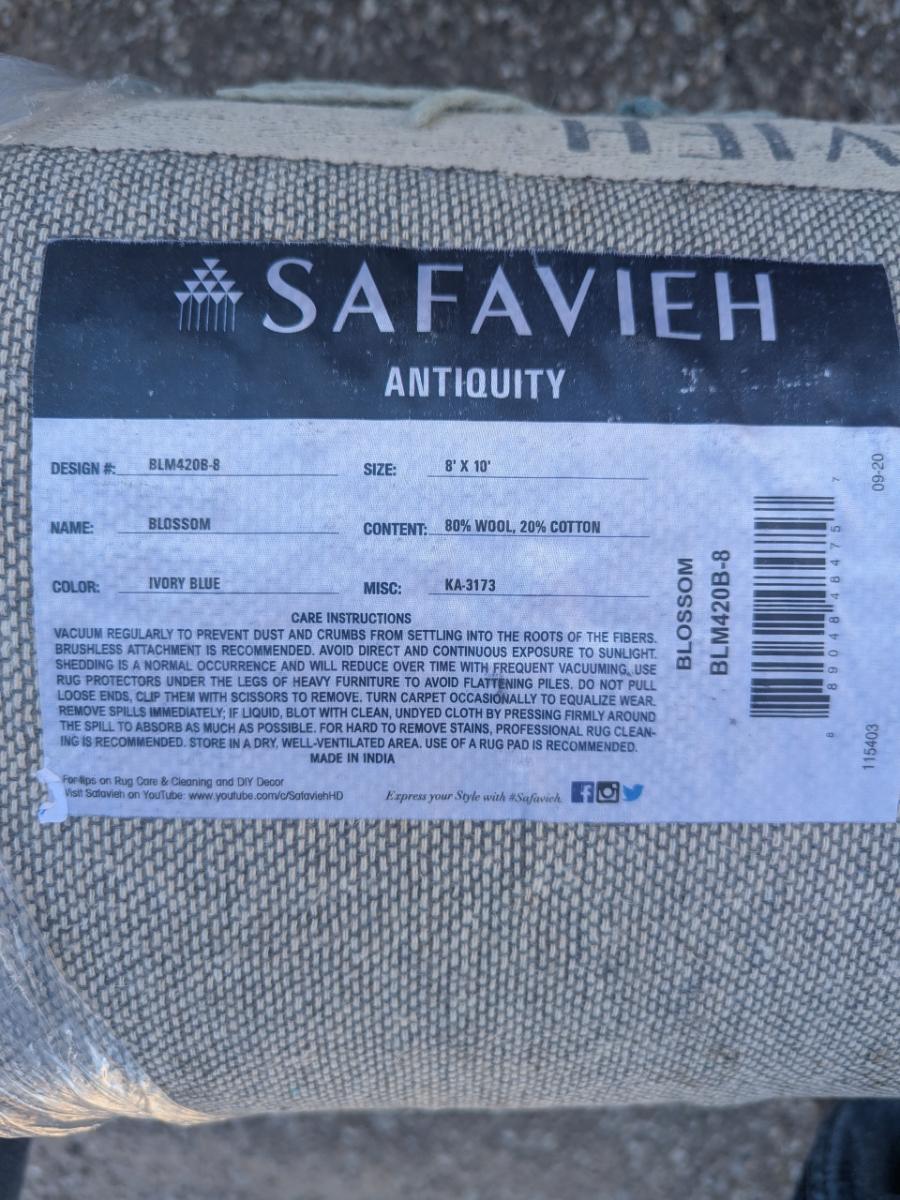 VIEH
SAFAVIEH
ANTIQUITY
DESIGN #: BLM420B-8
SIZE: 8' X 10'
NAME: BLOSSOM
CONTENT: 80% WOOL, 20% COTTON
COLOR: IVORY BLUE
MISC: KA-3173
CARE INSTRUCTIONS
VACUUM REGULARLY TO PREVENT DUST AND CRUMBS FROM SETTLING INTO THE ROOTS OF THE FIBERS.
BRUSHLESS ATTACHMENT IS RECOMMENDED. AVOID DIRECT AND CONTINUOUS EXPOSURE TO SUNLIGHT.
SHEDDING IS A NORMAL OCCURRENCE AND WILL REDUCE OVER TIME WITH FREQUENT VACUUMING. USE
RUG PROTECTORS UNDER THE LEGS OF HEAVY FURNITURE TO AVOID FLATTENING PILES. DO NOT PULL
LOOSE ENDS, CLIP THEM WITH SCISSORS TO REMOVE. TURN CARPET OCCASIONALLY TO EQUALIZE WEAR.
REMOVE SPILLS IMMEDIATELY; IF LIQUID, BLOT WITH CLEAN, UNDYED CLOTH BY PRESSING FIRMLY AROUND
THE SPILL TO ABSORB AS MUCH AS POSSIBLE. FOR HARD TO REMOVE STAINS, PROFESSIONAL RUG CLEAN-
ING IS RECOMMENDED. STORE IN A DRY, WELL-VENTILATED AREA. USE OF A RUG PAD IS RECOMMENDED.
MADE IN INDIA
For tips on Rug Care & Cleaning and DIY Decor
Visit Safavieh on YouTube: www.youtube.com/c/SafaviehHD
Express your Style with #Safavieh
BLOSSOM
BLM420B-8
8 89048 48475 7
09-20
115403